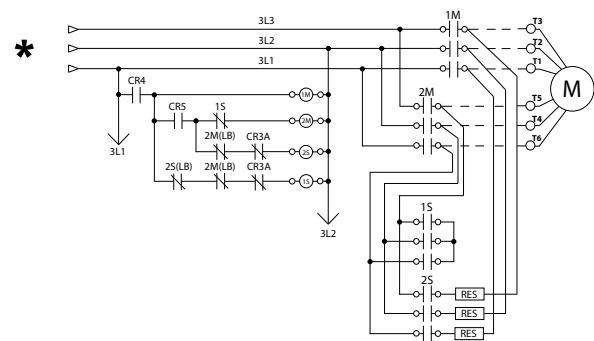 *
3L3
1M
T3
3L2
T2
3L1
T1
M
CR4
1M
2M
T5
CR5
1S
2M
T4
2M(LB)
CR3A
T6
3L1
2S
2S(LB)
2M(LB)
CR3A
1S
1S
3L2
2S
RES
RES
RES